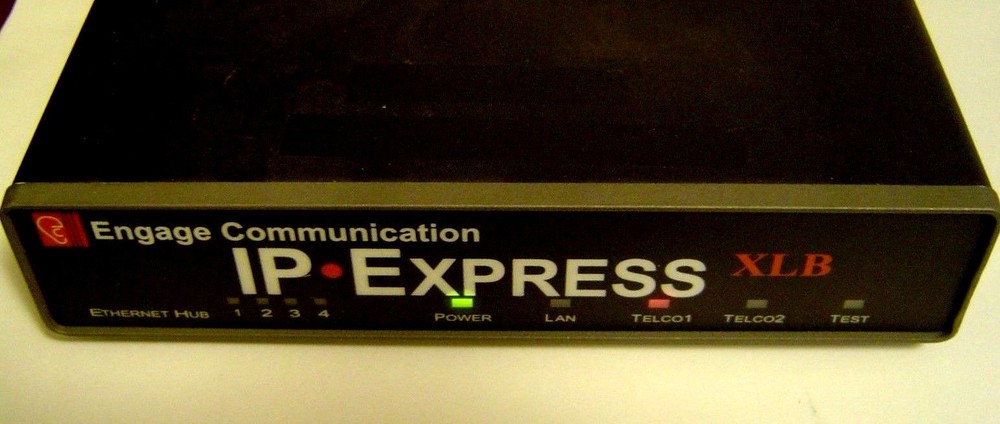 Engage Communication
IP•EXPRESS XLB
ETHERNET HUB 1 2 3 4 POWER LAN TELCO1 TELCO2 TEST